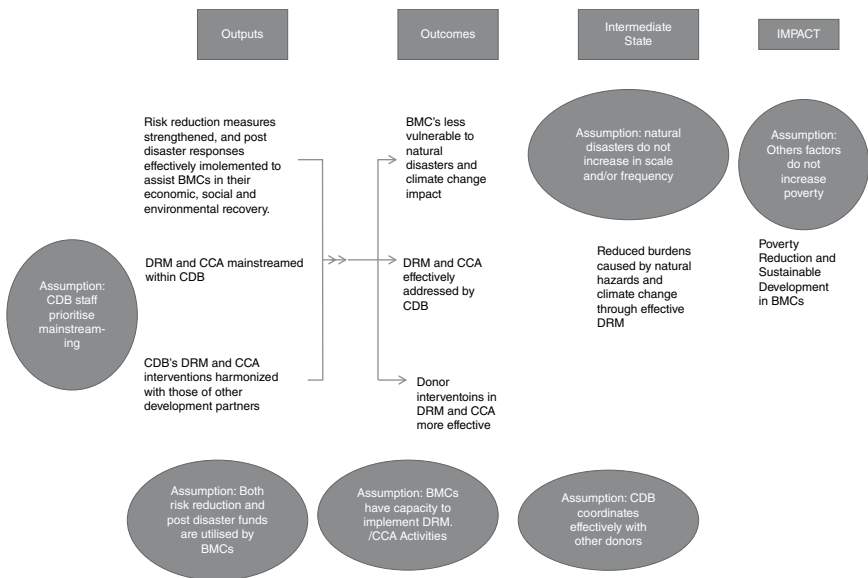 Outputs
Outcomes
Intermediate
State
IMPACT
Risk reduction measures
strengthened, and post
disaster responses
effectively imolemented to
assist BMCs in their
economic, social and
environmental recovery.
BMC's less
vulnerable to
natural
disasters and
climate change
impact
Assumption: natural
disasters do not
increase in scale
and/or frequency
Assumption:
Others factors
do not
increase
poverty
Assumption:
CDB staff
prioritise
mainstream-
ing
DRM and CCA mainstreamed
within CDB
DRM and CCA
effectively
addressed by
CDB
Reduced burdens
caused by natural
hazards and
climate change
through effective
DRM
Poverty
Reduction and
Sustainable
Development
in BMCs
CDB's DRM and CCA
interventions harmonized
with those of other
development partners
Donor
interventoins in
DRM and CCA
more effective
Assumption: Both
risk reduction and
post disaster funds
are utilised by
BMCs
Assumption: BMCs
have capacity to
implement DRM.
/CCA Activities
Assumption: CDB
coordinates
effectively with
other donors